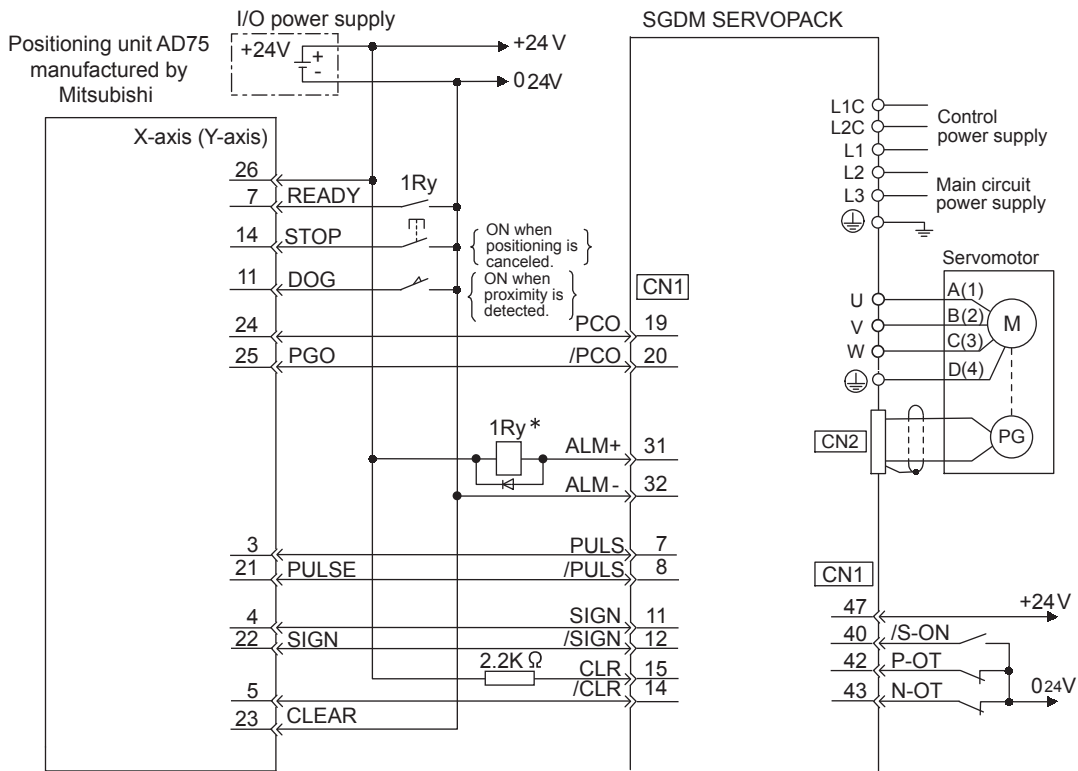 I/O power supply
SGDM SERVOPACK
Positioning unit AD75
manufactured by
Mitsubishi
+24V
+
-
+24 V
0 24V
X-axis (Y-axis)
26
7 READY 1Ry
14 STOP
ON when
positioning is
canceled.
11 DOG
ON when
proximity is
detected.
CN1
24 PCO 19
25 PGO /PCO 20
1Ry *
ALM+ 31
ALM - 32
3 PULS 7
21 PULSE /PULS 8
4 SIGN 11
22 SIGN /SIGN 12
2.2K Ω CLR 15
5 /CLR 14
23 CLEAR
L1C
L2C
Control
power supply
L1
L2
L3
Main circuit
power supply
Servomotor
U A(1)
V B(2)
W C(3)
D(4)
M
CN2
PG
CN1
47 +24 V
40 /S-ON
42 P-OT
43 N-OT 024V